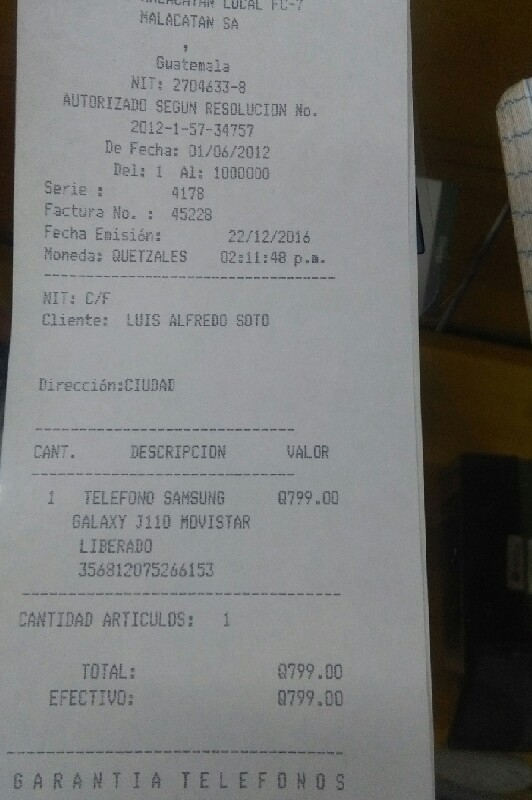 MALACATAN LOCAL FC-7
MALACATAN SA
,
Guatemala
NIT: 2704633-8
AUTORIZADO SEGUN RESOLUCION No.
2012-1-57-34757
De Fecha: 01/06/2012
Del: 1 Al: 1000000
Serie : 4178
Factura No. : 45228
Fecha Emisión: 22/12/2016
Moneda: QUETZALES 02:11:48 p.m.
NIT: C/F
Cliente: LUIS ALFREDO SOTO
Dirección:CIUDAD
CANT. DESCRIPCION VALOR
1 TELEFONO SAMSUNG Q799.00
GALAXY J110 MOVISTAR
LIBERADO
356812075266153
CANTIDAD ARTICULOS: 1
TOTAL: Q799.00
EFECTIVO: Q799.00
GARANTIA TELEFONOS